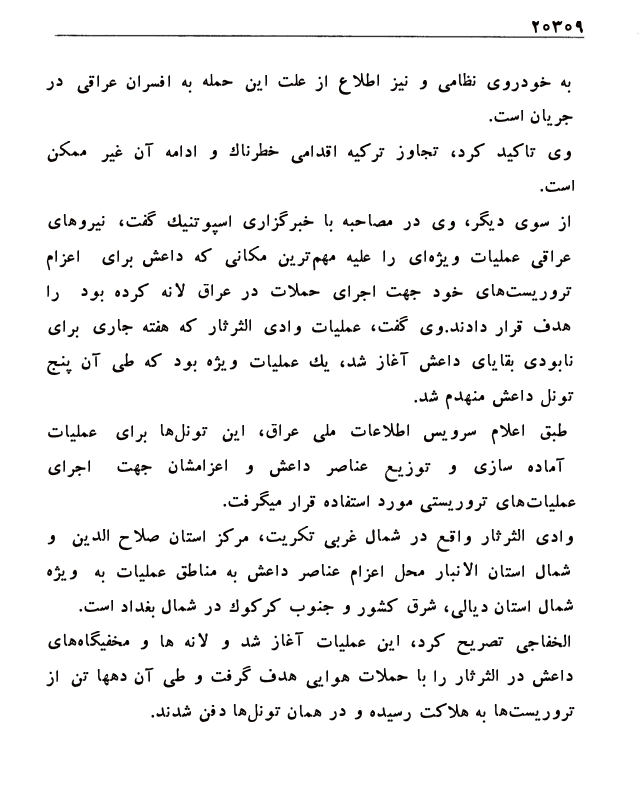 ۲۰۳۰۹
به خودروی نظامی و نیز اطلاع از علت این حمله به افسران عراقی در
جریان است.
وی تاکید کرد، تجاوز ترکیه اقدامی خطرناك و ادامه آن غیر ممکن
است.
از سوی دیگر، وی در مصاحبه با خبرگزاری اسپوتنیك گفت، نیروهای
عراقی عملیات ویژه‌ای را علیه مهم‌ترین مکانی که داعش برای اعزام
تروریست‌های خود جهت اجرای حملات در عراق لانه کرده بود را
هدف قرار دادند.وی گفت، عملیات وادی الثرثار که هفته جاری برای
نابودی بقایای داعش آغاز شد، یك عملیات ویژه بود که طی آن پنج
تونل داعش منهدم شد.
طبق اعلام سرویس اطلاعات ملی عراق، این تونل‌ها برای عملیات
آماده سازی و توزیع عناصر داعش و اعزامشان جهت اجرای
عملیات‌های تروریستی مورد استفاده قرار میگرفت.
وادی الثرثار واقع در شمال غربی تکریت، مرکز استان صلاح الدین و
شمال استان الانبار محل اعزام عناصر داعش به مناطق عملیات به ویژه
شمال استان دیالی، شرق کشور و جنوب کرکوك در شمال بغداد است.
الخفاجی تصریح کرد، این عملیات آغاز شد و لانه ها و مخفیگاه‌های
داعش در الثرثار را با حملات هوایی هدف گرفت و طی آن دهها تن از
تروریست‌ها به هلاکت رسیده و در همان تونل‌ها دفن شدند.